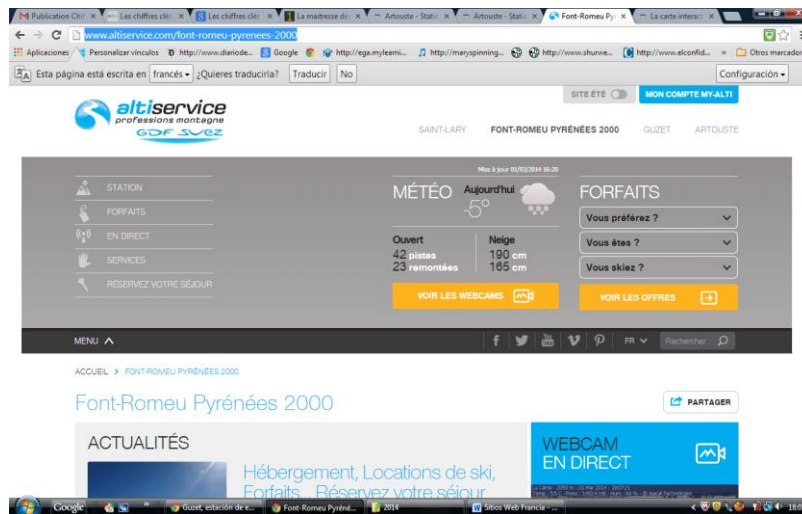 Publication Chif
Les chiffres clés
Les chiffres clés
La maitresse de
Artouste - Static
Artouste - Static
Font-Romeu Py
La carte interact
www.altiservice.com/font-romeu-pyrenees-2000
Aplicaciones
Personalizar vínculos
http://www.diariode...
Google
http://ega.mylearni...
http://maryspinning...
http://www.shurwe...
http://www.elconfid...
»
Otros marcador
Esta página está escrita en francés ¿Quieres traducirla? Traducir No
Configuración
SITE ÉTÉ
MON COMPTE MY-ALTI
altiservice
professions montagne
GDF SUEZ
SAINT-LARY
FONT-ROMEU PYRÉNÉES 2000
GUZET
ARTOUSTE
STATION
FORFAITS
EN DIRECT
SERVICES
RÉSERVEZ VOTRE SÉJOUR
Mise à jour 01/03/2014 16:20
MÉTÉO
Aujourd'hui
-5°
Ouvert
42 pistes
23 remontées
Neige
190 cm
165 cm
VOIR LES WEBCAMS
FORFAITS
Vous préférez ?
Vous êtes ?
Vous skiez ?
VOIR LES OFFRES
MENU
FR
Rechercher
ACCUEIL > FONT-ROMEU PYRÉNÉES 2000
Font-Romeu Pyrénées 2000
PARTAGER
ACTUALITÉS
Hébergement, Locations de ski,
Forfaits... Réservez votre séjour
WEBCAM
EN DIRECT
Google
»
Guzet, estación de e...
Font-Romeu Pyréné...
2014
Sitios Web Francia - ...